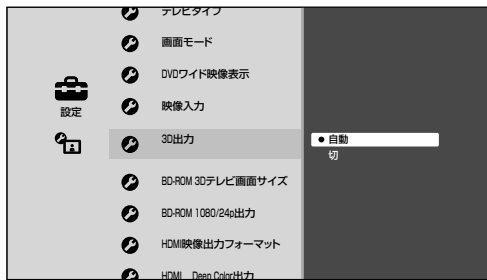 テレビタイプ
画面モード
DVDワイド映像表示
映像入力
設定
3D出力
自動
切
BD-ROM 3Dテレビ画面サイズ
BD-ROM 1080/24p出力
HDMI映像出力フォーマット
HDMI Deep Color出力